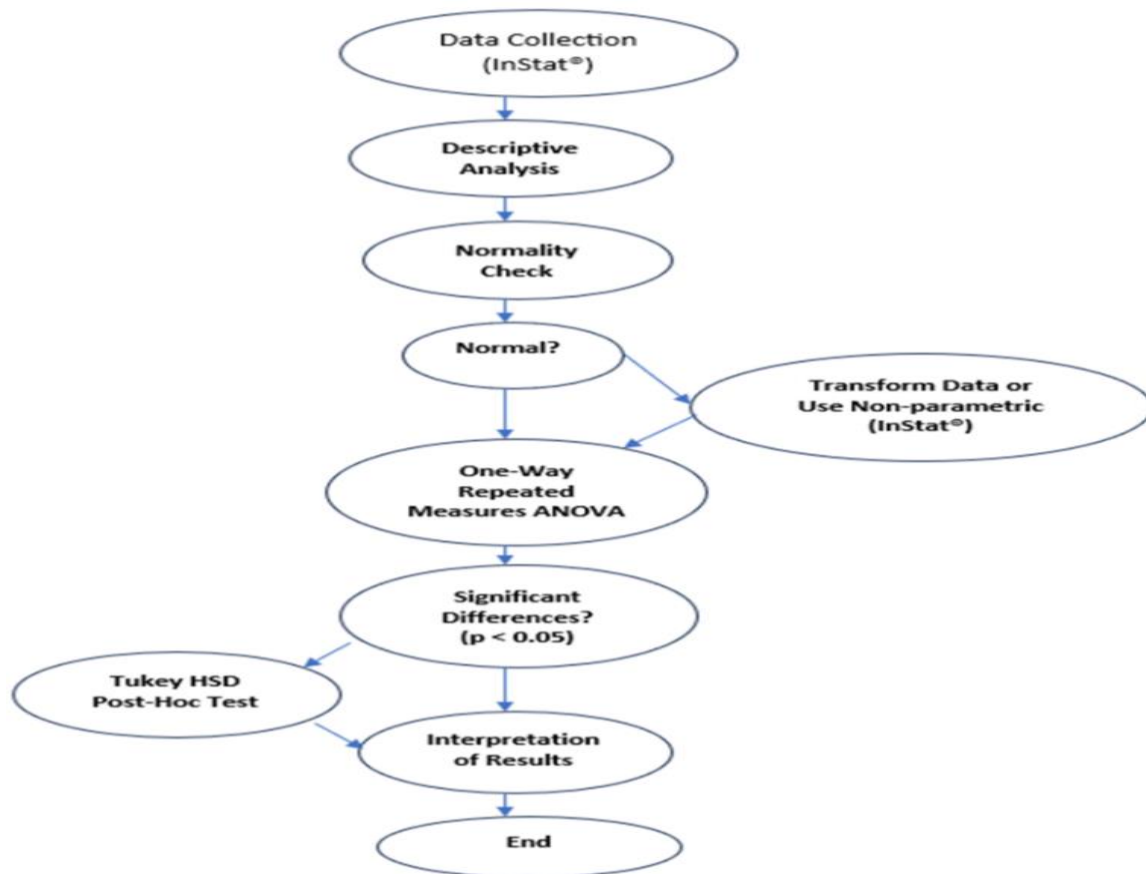 Data Collection
(InStat®)
Descriptive
Analysis
Normality
Check
Normal?
Transform Data or
Use Non-parametric
(InStat®)
One-Way
Repeated
Measures ANOVA
Significant
Differences?
(p < 0.05)
Tukey HSD
Post-Hoc Test
Interpretation
of Results
End